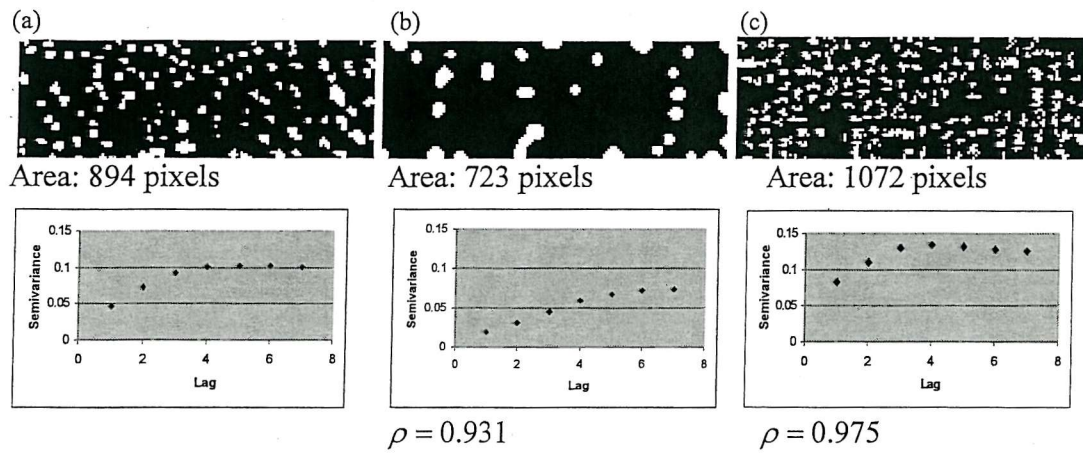 (a)
(b)
(c)
Area: 894 pixels
Area: 723 pixels
Area: 1072 pixels
0.15
0.1
0.05
0
Semivariance
0 2 4 6 8
Lag
0.15
0.1
0.05
0
Semivariance
0 2 4 6 8
Lag
0.15
0.1
0.05
0
Semivariance
0 2 4 6 8
Lag
ρ = 0.931
ρ = 0.975